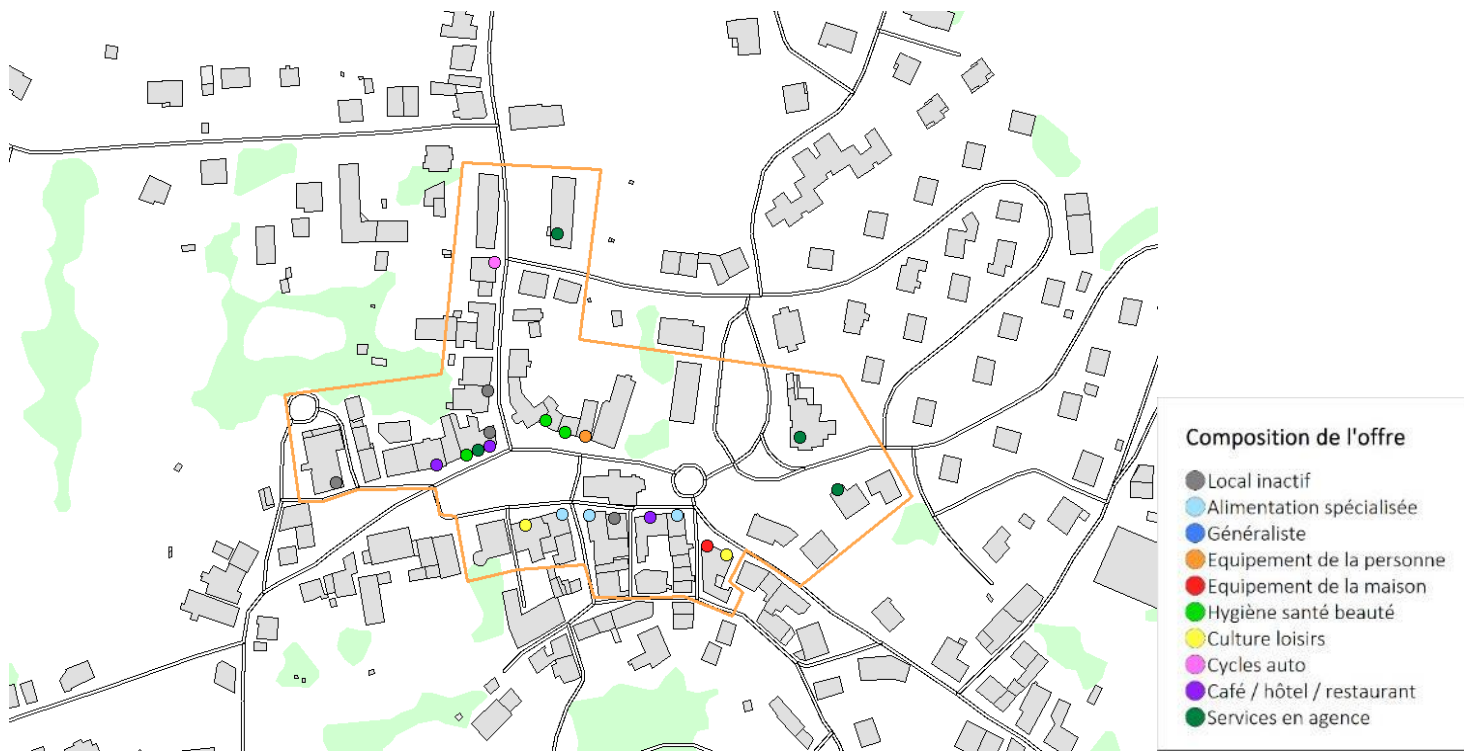 Composition de l'offre
Local inactif
Alimentation spécialisée
Généraliste
Equipement de la personne
Equipement de la maison
Hygiène santé beauté
Culture loisirs
Cycles auto
Café / hôtel / restaurant
Services en agence